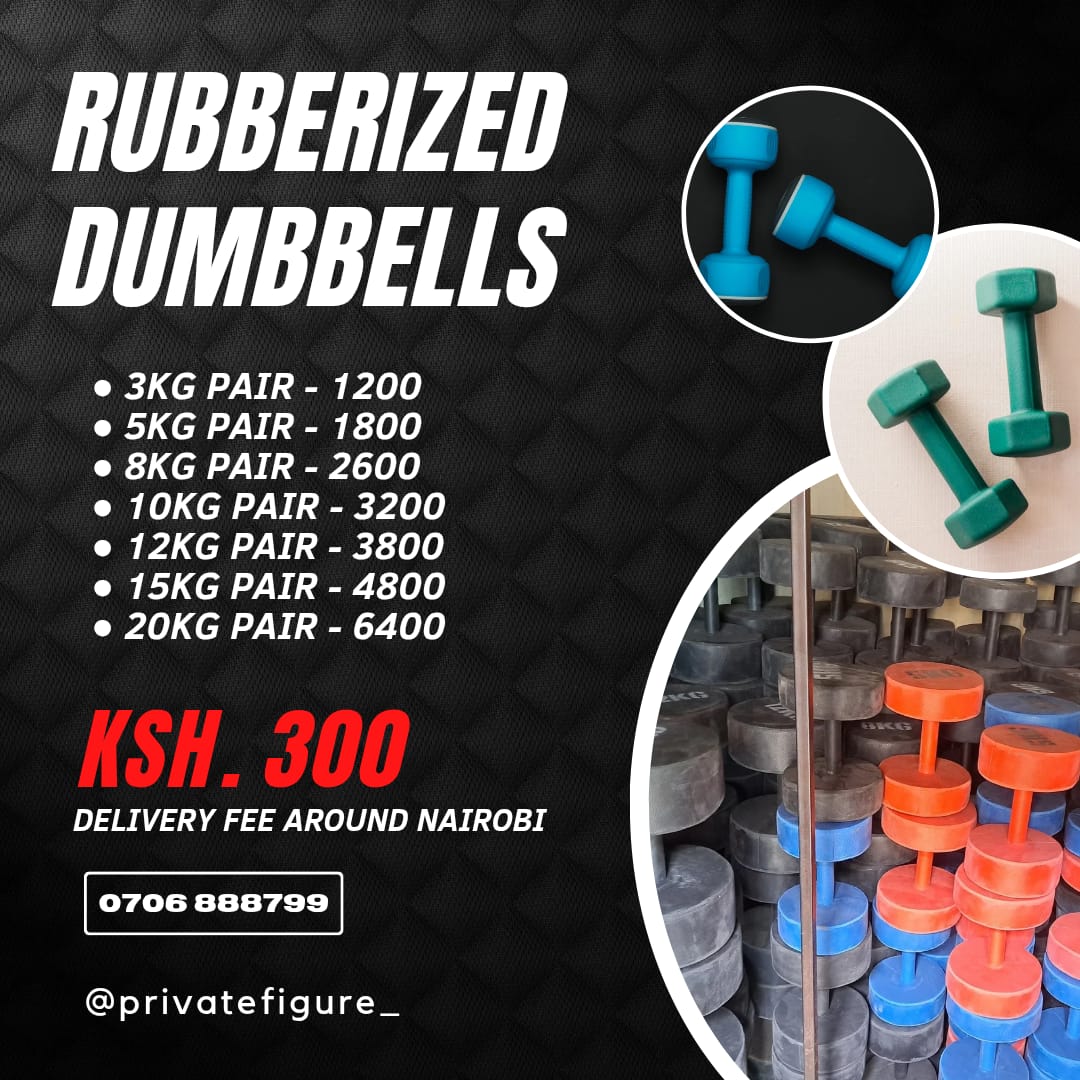 RUBBERIZED
DUMBBELLS
• 3KG PAIR - 1200
• 5KG PAIR - 1800
• 8KG PAIR - 2600
• 10KG PAIR - 3200
• 12KG PAIR - 3800
• 15KG PAIR - 4800
• 20KG PAIR - 6400
KSH. 300
DELIVERY FEE AROUND NAIROBI
0706 888799
@privatefigure_
8KG